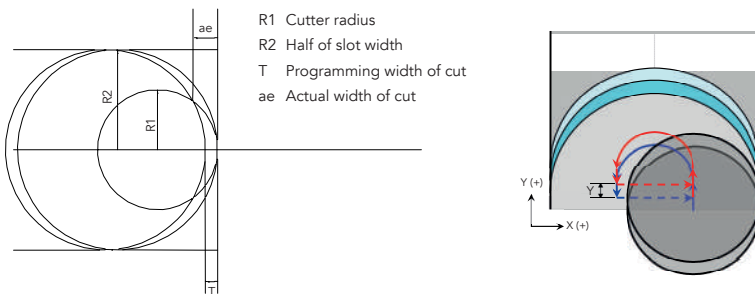 ae
R2
R1
T
R1 Cutter radius
R2 Half of slot width
T Programming width of cut
ae Actual width of cut
Y
Y (+)
X (+)